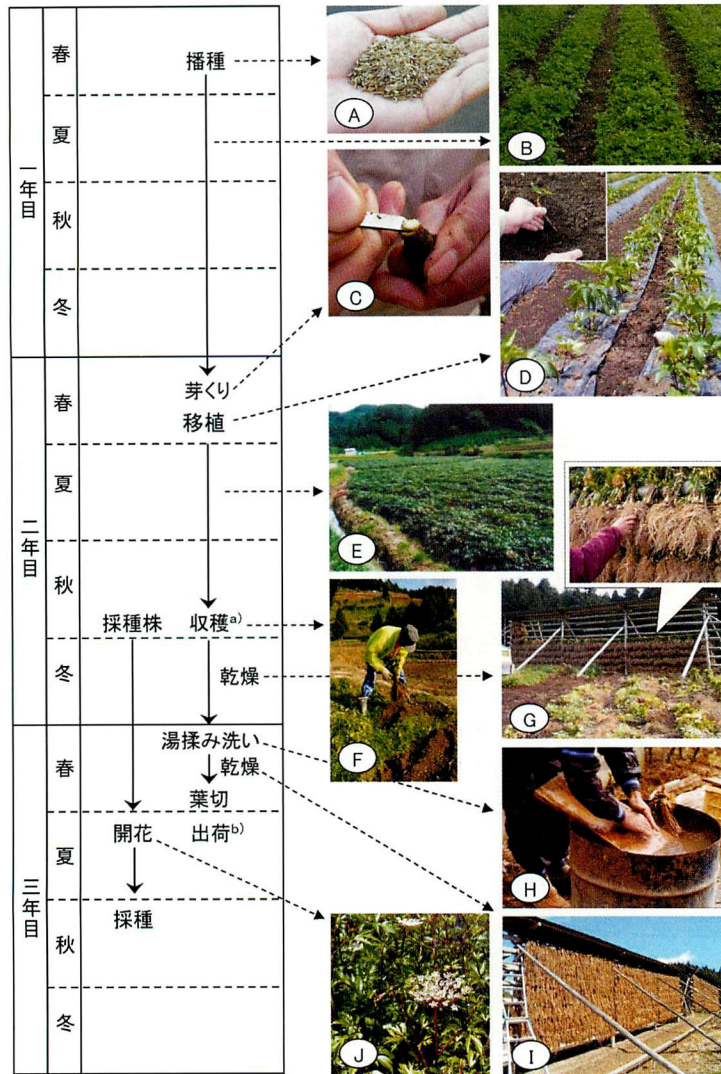 一年目
春
播種
A
B
夏
秋
C
冬
D
二年目
春
芽くり
移植
夏
E
秋
採種株 収穫a)
冬
乾燥
F
G
三年目
春
湯揉み洗い
乾燥
葉切
H
夏
開花 出荷b)
秋
採種
冬
J
I